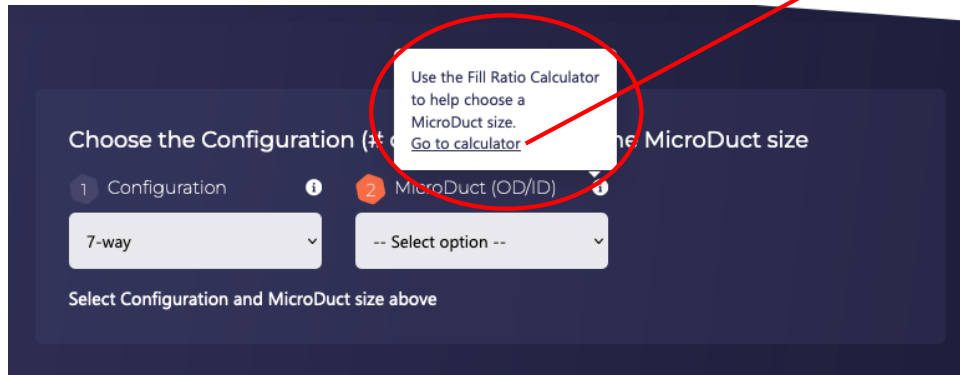 Use the Fill Ratio Calculator
to help choose a
MicroDuct size.
Go to calculator
Choose the Configuration (# MicroDuct size
1 Configuration i 2 MicroDuct (OD/ID) i
7-way -- Select option --
Select Configuration and MicroDuct size above